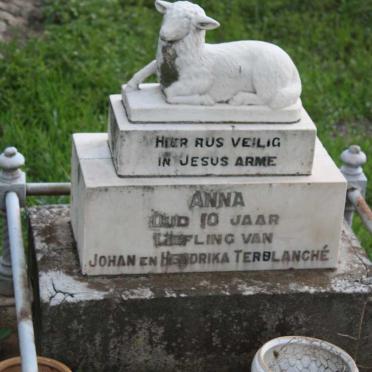 HIER RUS VEILIG
IN JESUS ARME
ANNA
OUD 10 JAAR
LIEFLING VAN
JOHAN EN HENDRIKA TERBLANCHÉ